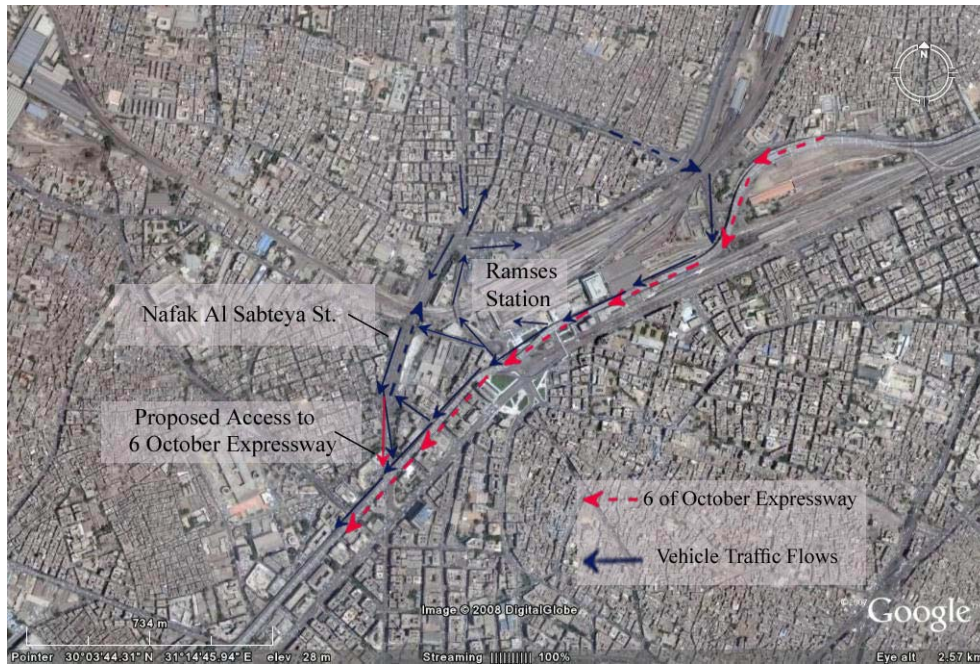 N
Ramses
Station
Nafak Al Sabteya St.
Proposed Access to
6 October Expressway
6 of October Expressway
Vehicle Traffic Flows
Image © 2008 DigitalGlobe
Google
734 m
Pointer 30°03'44.31" N 31°14'45.94" E elev 28 m Streaming |||||||||| 100% Eye alt 2.57 km